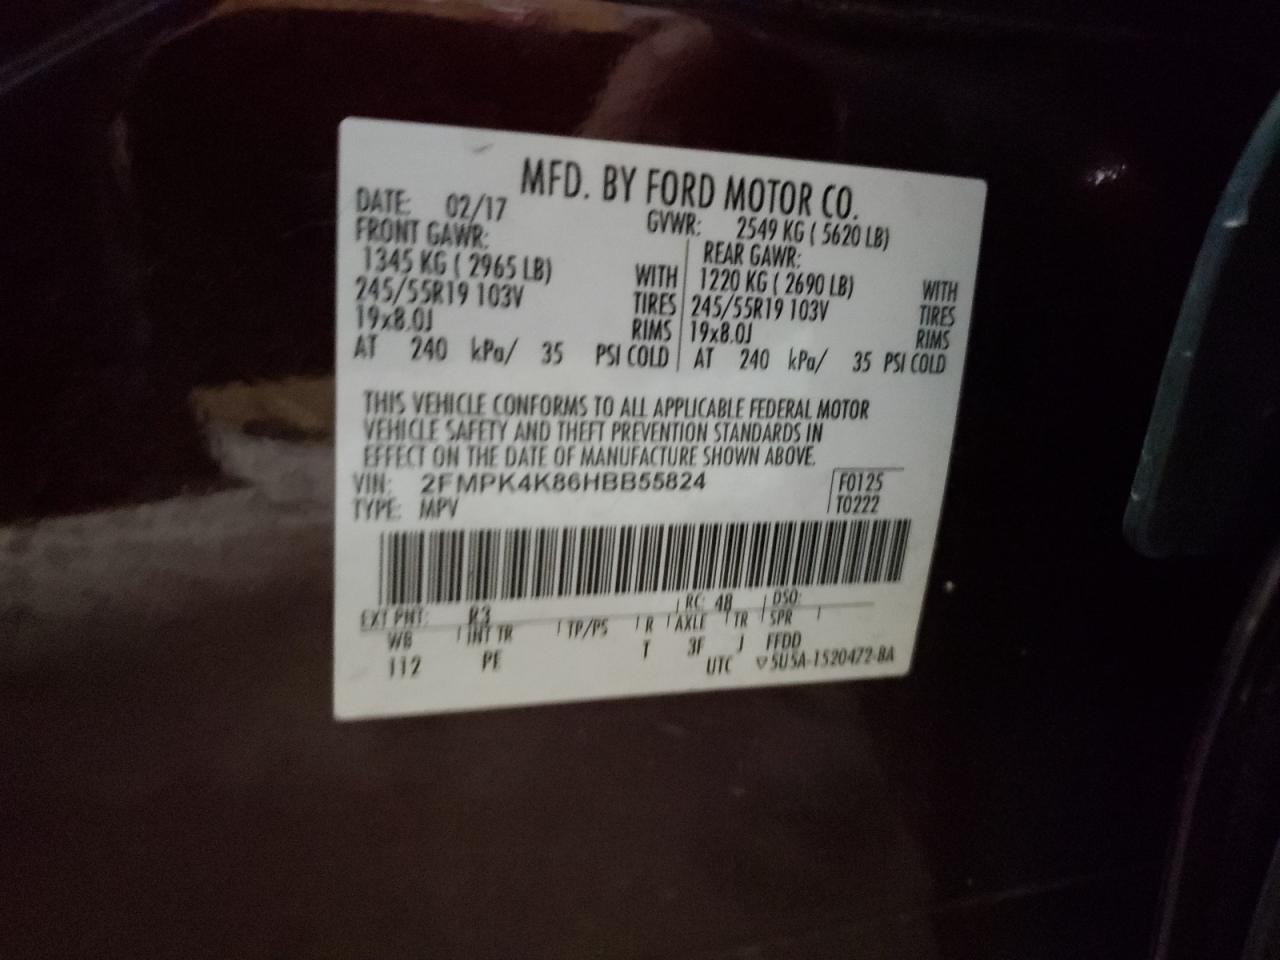 MFD. BY FORD MOTOR CO.
DATE: 02/17 GVWR: 2549 KG ( 5620 LB)
FRONT GAWR: REAR GAWR:
1345 KG ( 2965 LB) WITH 1220 KG ( 2690 LB) WITH
245/55R19 103V TIRES 245/55R19 103V TIRES
19x8.0J RIMS 19x8.0J RIMS
AT 240 kPa/ 35 PSI COLD AT 240 kPa/ 35 PSI COLD
THIS VEHICLE CONFORMS TO ALL APPLICABLE FEDERAL MOTOR
VEHICLE SAFETY AND THEFT PREVENTION STANDARDS IN
EFFECT ON THE DATE OF MANUFACTURE SHOWN ABOVE.
VIN: 2FMPK4K86HBB55824 F0125
TYPE: MPV T0222
EXT PNT: R3 RC: 48 DSO:
WB INT TR TP/PS R AXLE TR SPR
112 PE T 3F J FFDD
UTC ▽5U5A-1520472-BA